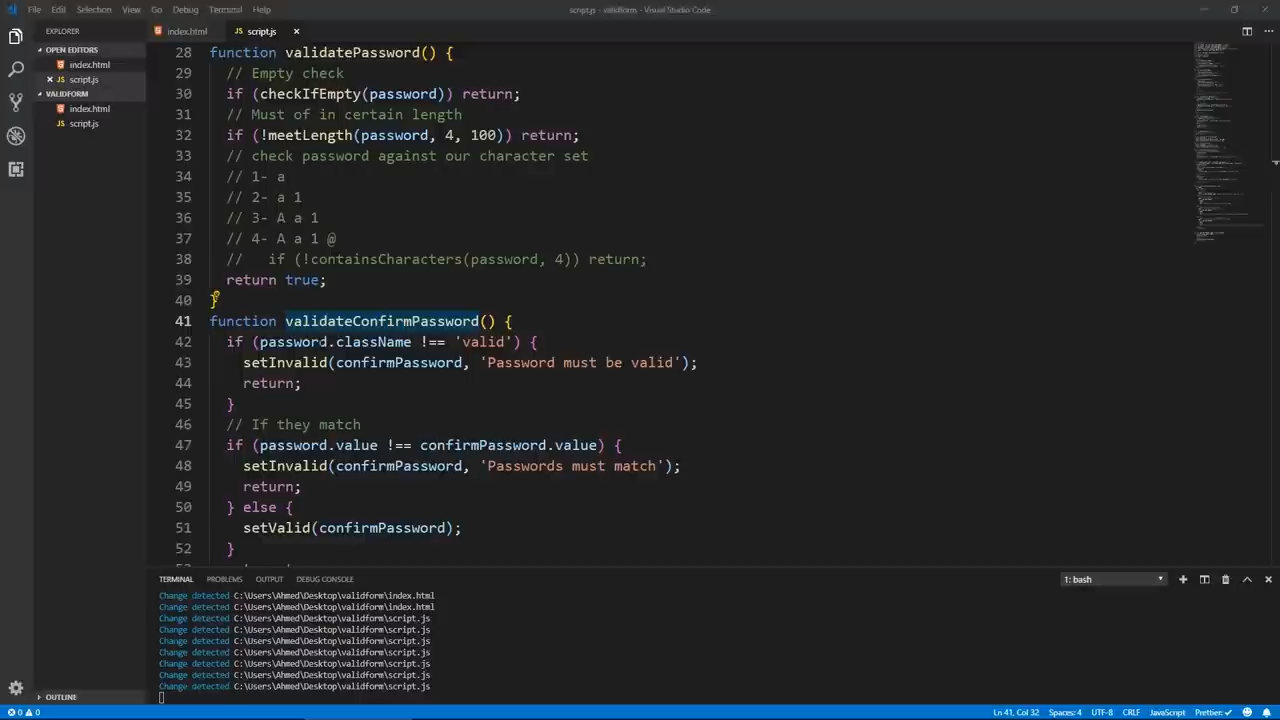 File Edit Selection View Go Debug Terminal Help
script.js - validform - Visual Studio Code
EXPLORER
OPEN EDITORS
index.html
script.js
VALIDFORM
index.html
script.js
OUTLINE
index.html
script.js
28 function validatePassword() {
29 // Empty check
30 if (checkIfEmpty(password)) return;
31 // Must of in certain length
32 if (!meetLength(password, 4, 100)) return;
33 // check password against our character set
34 // 1- a
35 // 2- a 1
36 // 3- A a 1
37 // 4- A a 1 @
38 //   if (!containsCharacters(password, 4)) return;
39 return true;
40 }
41 function validateConfirmPassword() {
42 if (password.className !== 'valid') {
43 setInvalid(confirmPassword, 'Password must be valid');
44 return;
45 }
46 // If they match
47 if (password.value !== confirmPassword.value) {
48 setInvalid(confirmPassword, 'Passwords must match');
49 return;
50 } else {
51 setValid(confirmPassword);
52 }
TERMINAL PROBLEMS OUTPUT DEBUG CONSOLE
1: bash
Change detected C:\Users\Ahmed\Desktop\validform\index.html
Change detected C:\Users\Ahmed\Desktop\validform\index.html
Change detected C:\Users\Ahmed\Desktop\validform\script.js
Change detected C:\Users\Ahmed\Desktop\validform\script.js
Change detected C:\Users\Ahmed\Desktop\validform\script.js
Change detected C:\Users\Ahmed\Desktop\validform\script.js
Change detected C:\Users\Ahmed\Desktop\validform\script.js
Change detected C:\Users\Ahmed\Desktop\validform\script.js
Change detected C:\Users\Ahmed\Desktop\validform\script.js
0 0
Ln 41, Col 32 Spaces: 4 UTF-8 CRLF JavaScript Prettier: ✓